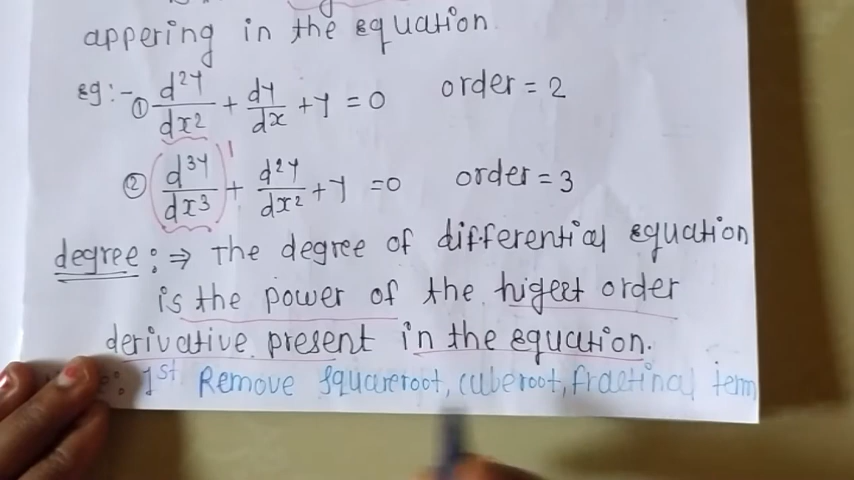 appering in the equation
eg:- ① d²y/dx² + dy/dx + y = 0 order = 2
② (d³y/dx³)¹ + d²y/dx² + y = 0 order = 3
degree : ⇒ The degree of differential equation
is the power of the higest order
derivative present in the equation.
1st Remove squareroot, cuberoot, fractinal term